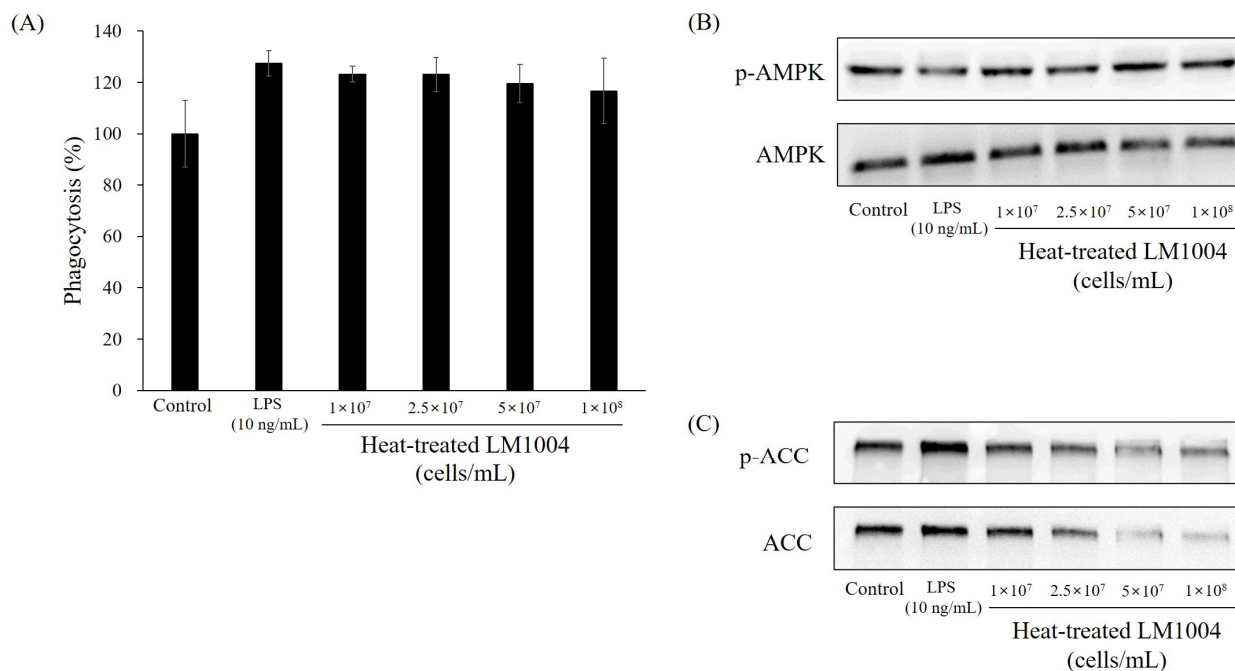 (A)
Phagocytosis (%)
140
120
100
80
60
40
20
0
Control
LPS
(10 ng/mL)
1×10⁷
2.5×10⁷
5×10⁷
1×10⁸
Heat-treated LM1004
(cells/mL)
(B)
p-AMPK
AMPK
Control
LPS
(10 ng/mL)
1×10⁷
2.5×10⁷
5×10⁷
1×10⁸
Heat-treated LM1004
(cells/mL)
(C)
p-ACC
ACC
Control
LPS
(10 ng/mL)
1×10⁷
2.5×10⁷
5×10⁷
1×10⁸
Heat-treated LM1004
(cells/mL)